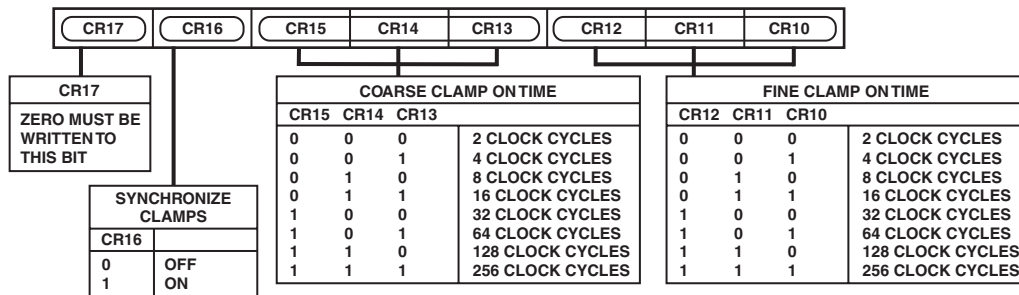 CR17 CR16 CR15 CR14 CR13 CR12 CR11 CR10
CR17
ZERO MUST BE
WRITTEN TO
THIS BIT
SYNCHRONIZE
CLAMPS
CR16
0 OFF
1 ON
COARSE CLAMP ON TIME
CR15 CR14 CR13
0 0 0 2 CLOCK CYCLES
0 0 1 4 CLOCK CYCLES
0 1 0 8 CLOCK CYCLES
0 1 1 16 CLOCK CYCLES
1 0 0 32 CLOCK CYCLES
1 0 1 64 CLOCK CYCLES
1 1 0 128 CLOCK CYCLES
1 1 1 256 CLOCK CYCLES
FINE CLAMP ON TIME
CR12 CR11 CR10
0 0 0 2 CLOCK CYCLES
0 0 1 4 CLOCK CYCLES
0 1 0 8 CLOCK CYCLES
0 1 1 16 CLOCK CYCLES
1 0 0 32 CLOCK CYCLES
1 0 1 64 CLOCK CYCLES
1 1 0 128 CLOCK CYCLES
1 1 1 256 CLOCK CYCLES